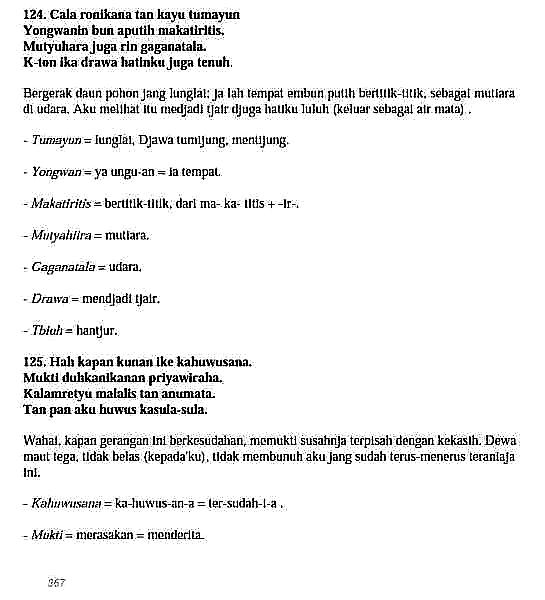 124. Cala ronikana tan kayu tumayun
Yongwanin bun aputih makatiritis,
Mutyuhara juga rin gaganatala.
K-ton ika drawa hatinku juga tenuh.
Bergerak daun pohon jang lunglai; ja lah tempat embun putih bertitik-titik, sebagai mutiara
di udara. Aku melihat itu medjadi tjair djuga hatiku luluh (keluar sebagai air mata) .
- Tumayun = lunglai, Djawa tumijung, mentijung.
- Yongwan = ya ungu-an = ia tempat.
- Makatiritis = bertitik-titik, dari ma- ka- titis + -ir-.
- Mutyahara = mutiara.
- Gaganatala = udara.
- Drawa = mendjadi tjair.
- Tbluh = hantjur.
125. Hah kapan kunan ike kahuwusana.
Mukti duhkanikanan priyawiraha.
Kalamretyu malalis tan anumata.
Tan pan aku huwus kasula-sula.
Wahai, kapan gerangan ini berkesudahan, memukti susahnja terpisah dengan kekasih. Dewa
maut tega, tidak belas (kepada'ku), tidak membunuh aku jang sudah terus-menerus teraniaja
ini.
- Kahuwusana = ka-huwus-an-a = ter-sudah-i-a .
- Mukti = merasakan = menderita.
267